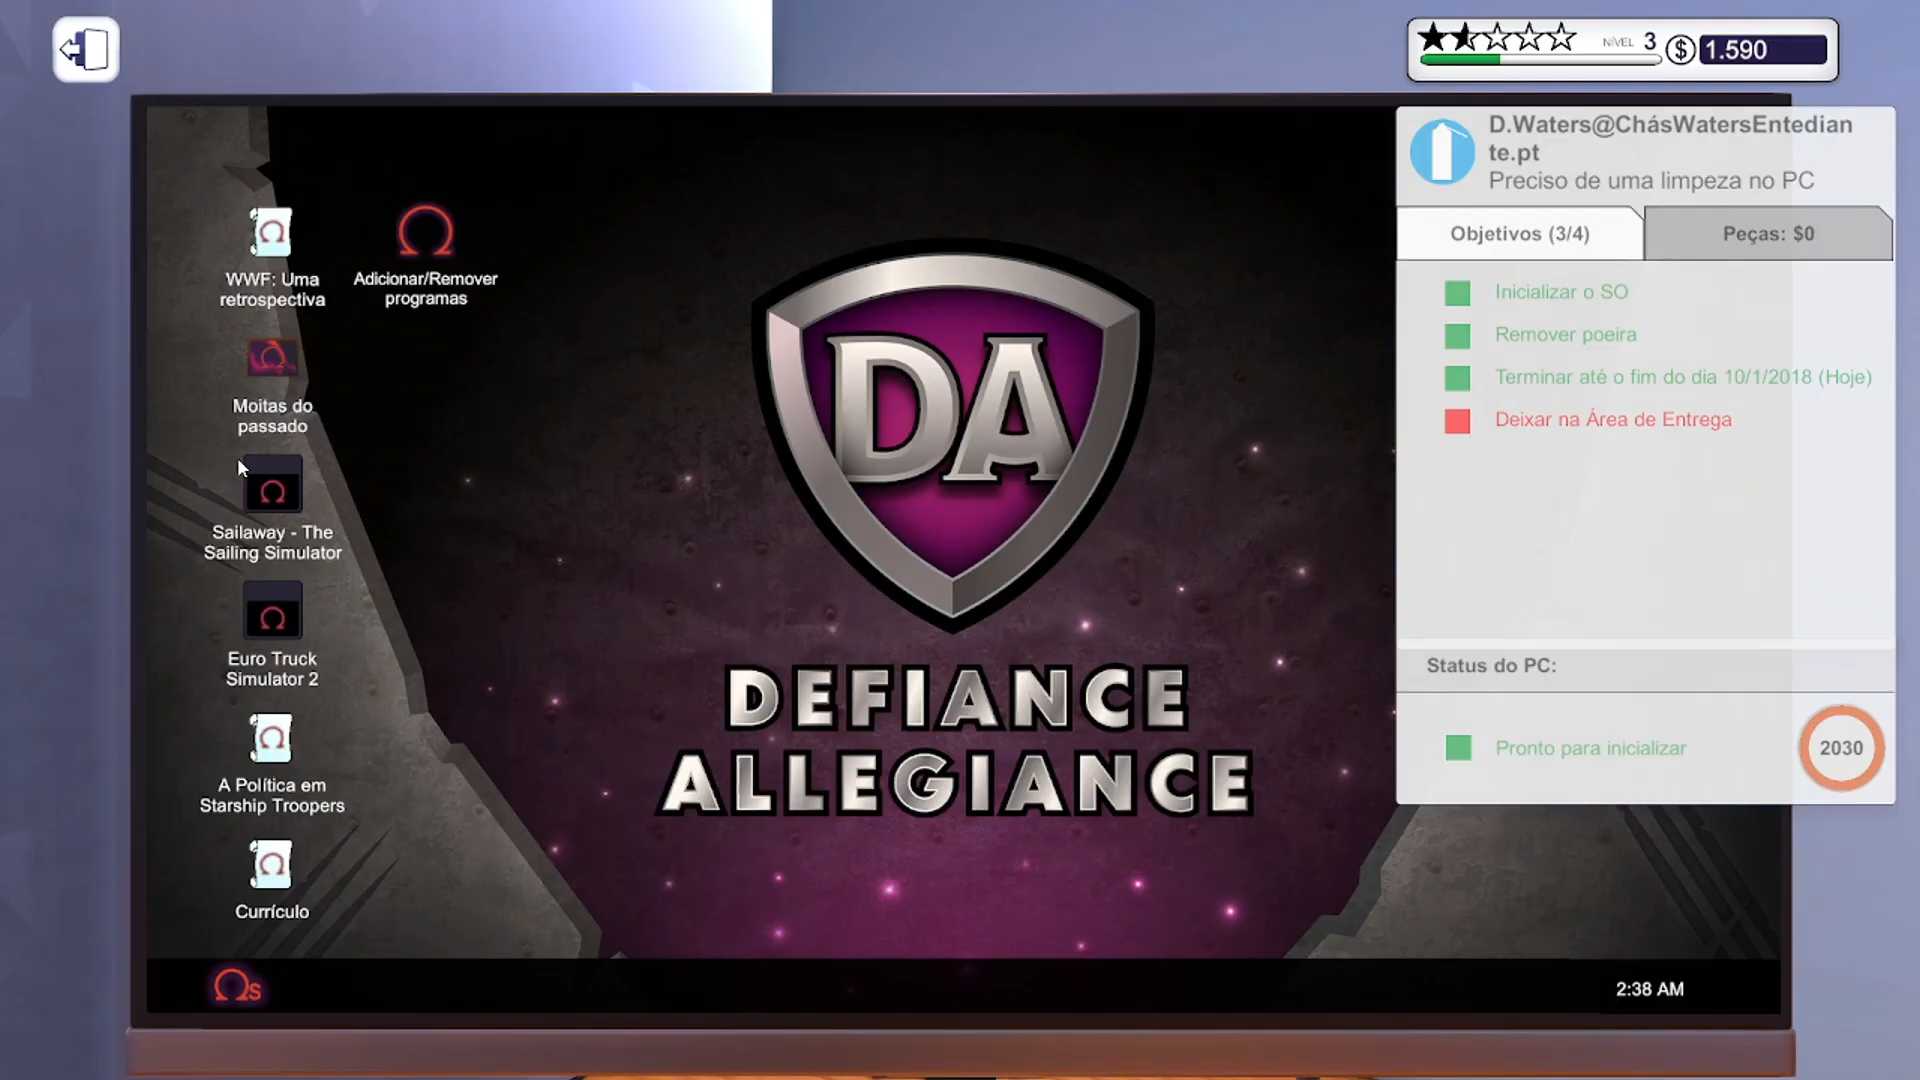 NÍVEL 3
$ 1.590
D.Waters@ChásWatersEntedian
te.pt
Preciso de uma limpeza no PC
Objetivos (3/4)
Peças: $0
Inicializar o SO
Remover poeira
Terminar até o fim do dia 10/1/2018 (Hoje)
Deixar na Área de Entrega
Status do PC:
Pronto para inicializar
2030
WWF: Uma
retrospectiva
Adicionar/Remover
programas
Moitas do
passado
Sailaway - The
Sailing Simulator
Euro Truck
Simulator 2
A Política em
Starship Troopers
Currículo
DA
DEFIANCE
ALLEGIANCE
Ωs
2:38 AM